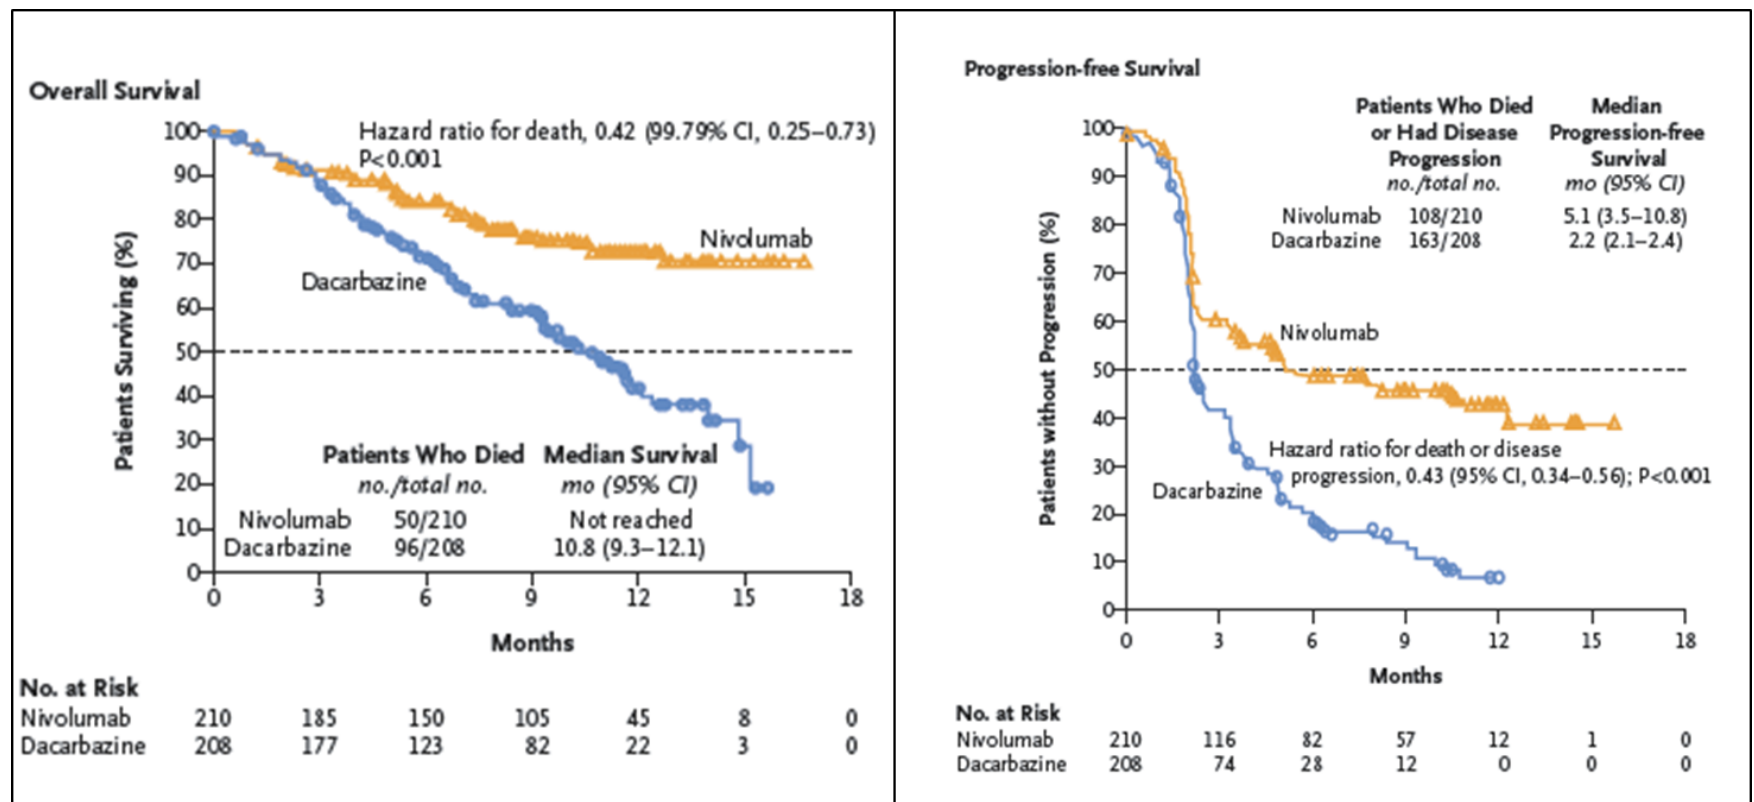 Overall Survival
Hazard ratio for death, 0.42 (99.79% CI, 0.25–0.73)
P<0.001
100
90
80
70
60
50
40
30
20
10
0
Patients Surviving (%)
Nivolumab
Dacarbazine
Patients Who Died Median Survival
no./total no. mo (95% CI)
Nivolumab 50/210 Not reached
Dacarbazine 96/208 10.8 (9.3–12.1)
0 3 6 9 12 15 18
Months
No. at Risk
Nivolumab 210 185 150 105 45 8 0
Dacarbazine 208 177 123 82 22 3 0
Progression-free Survival
Patients Who Died Median
or Had Disease Progression-free
Progression Survival
no./total no. mo (95% CI)
Nivolumab 108/210 5.1 (3.5–10.8)
Dacarbazine 163/208 2.2 (2.1–2.4)
100
90
80
70
60
50
40
30
20
10
0
Patients without Progression (%)
Nivolumab
Hazard ratio for death or disease
progression, 0.43 (95% CI, 0.34–0.56); P<0.001
Dacarbazine
0 3 6 9 12 15 18
Months
No. at Risk
Nivolumab 210 116 82 57 12 1 0
Dacarbazine 208 74 28 12 0 0 0